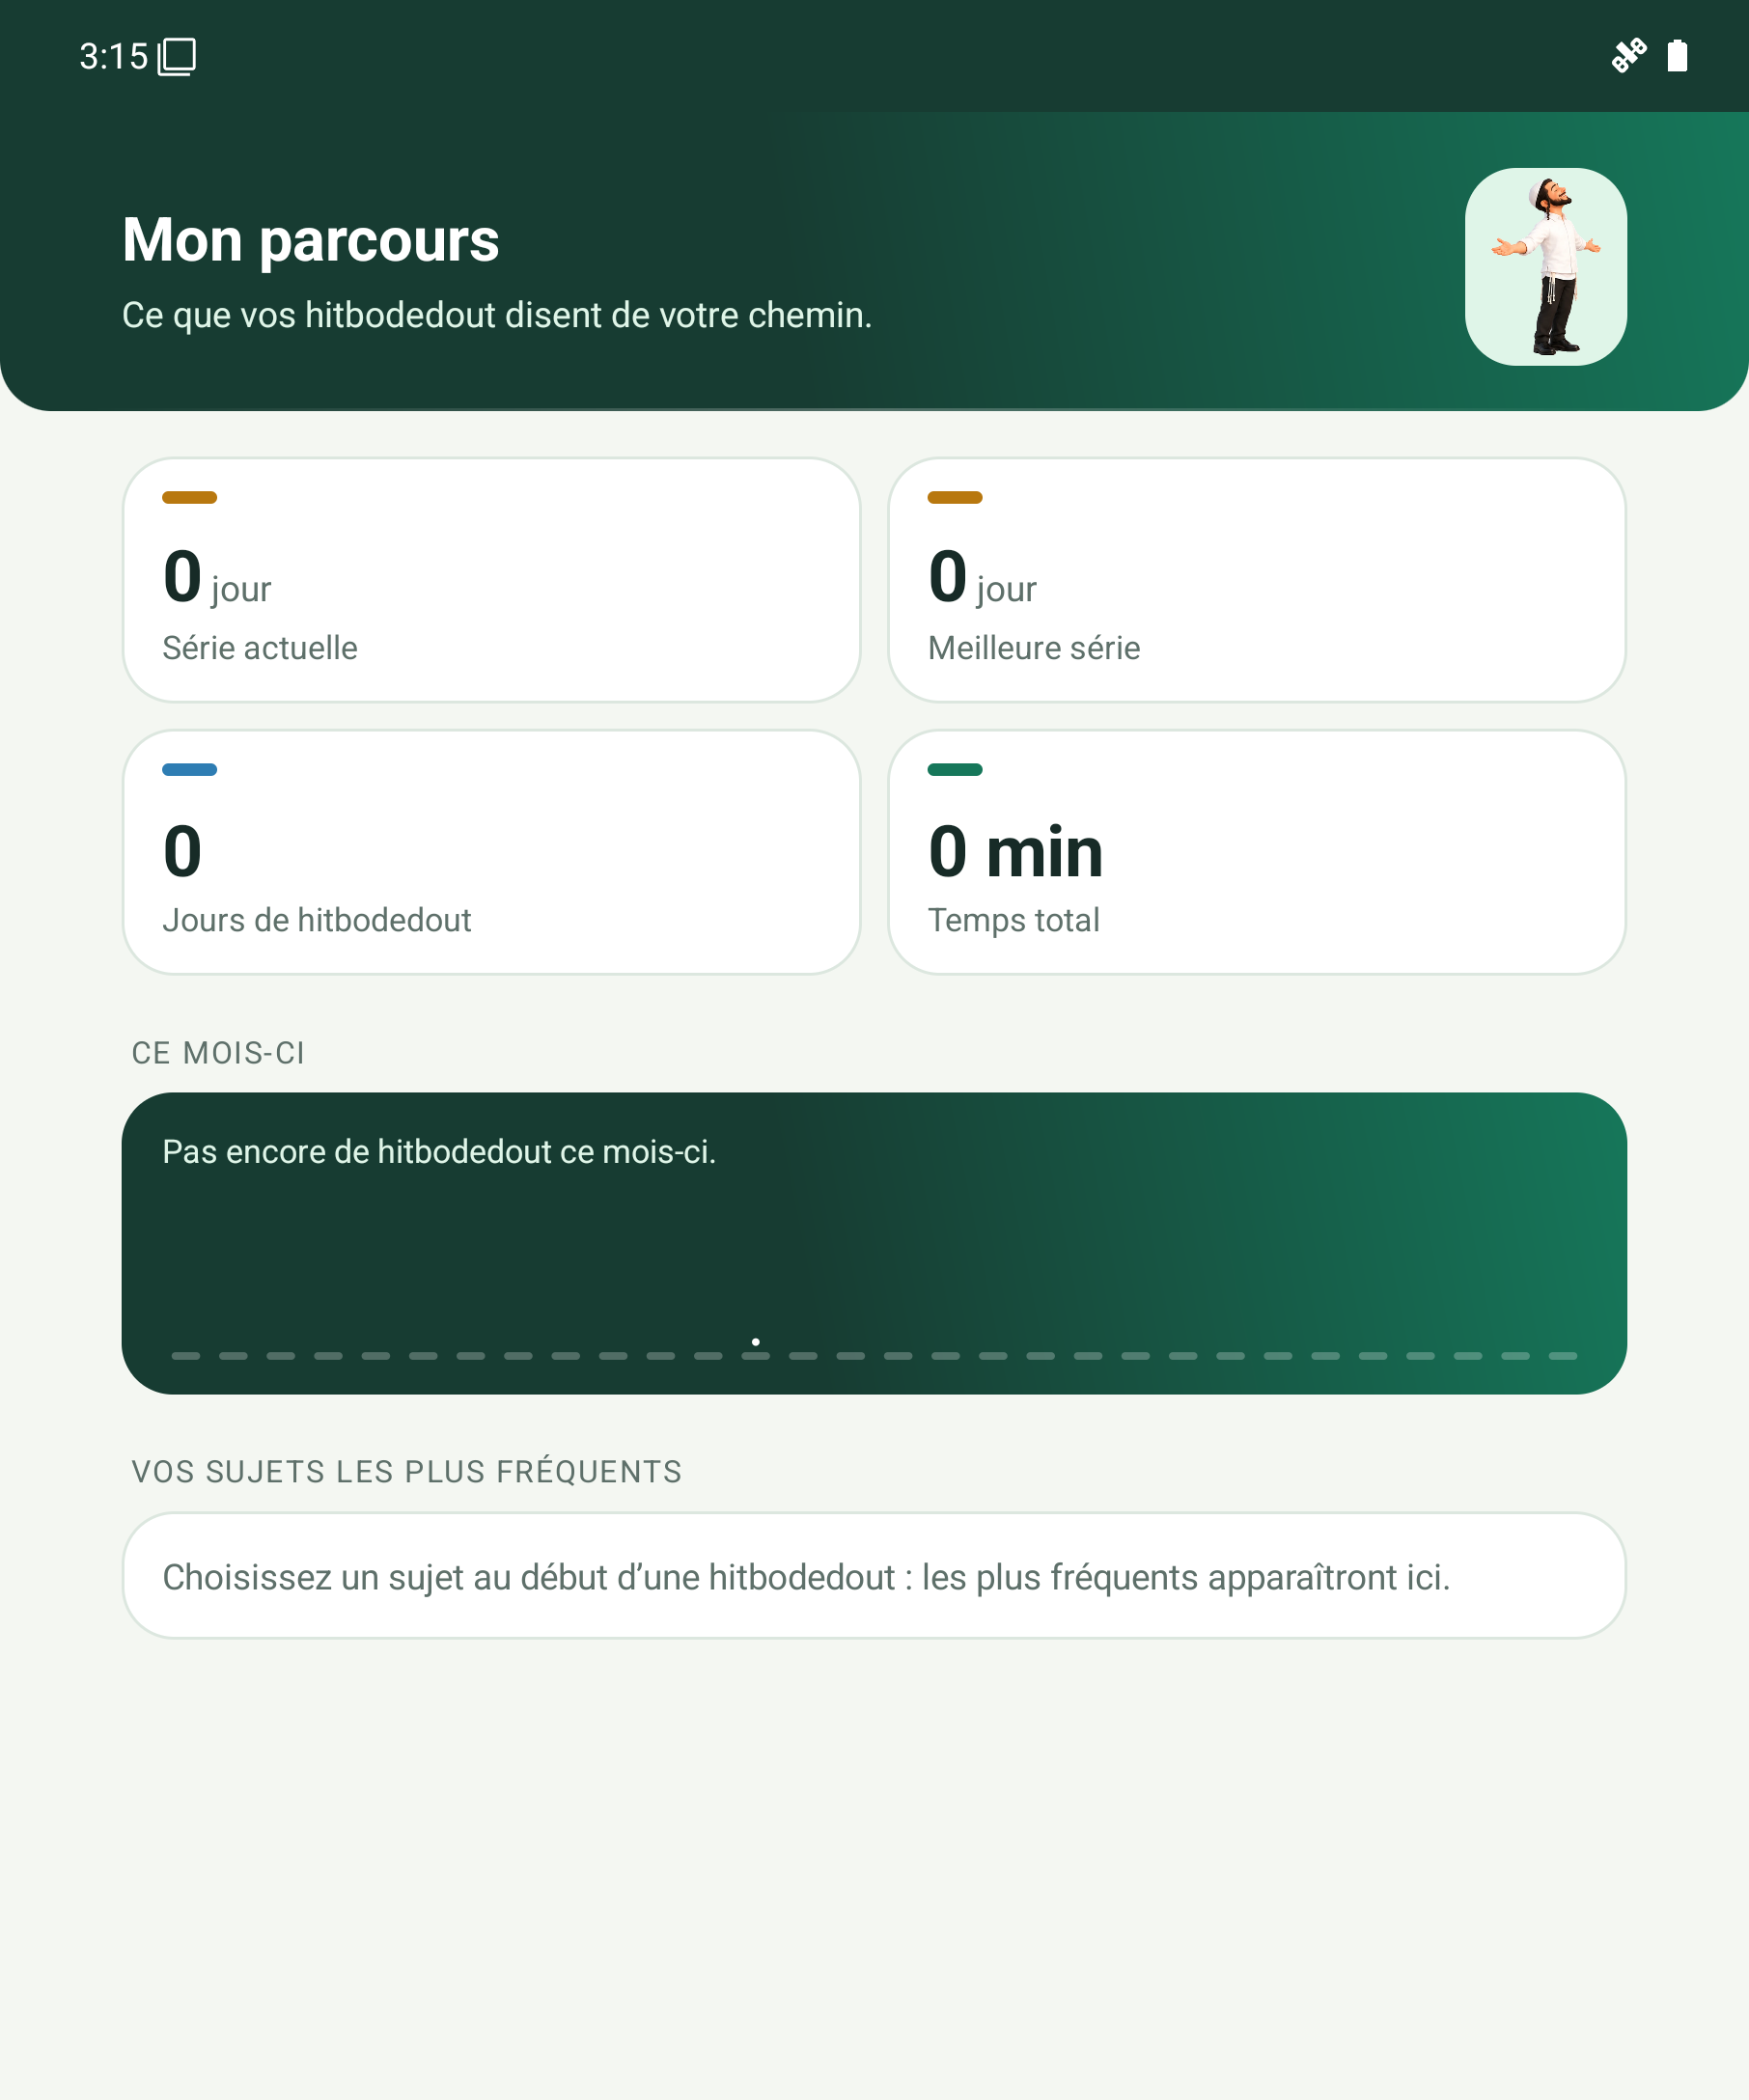 3:15
Mon parcours
Ce que vos hitbodedout disent de votre chemin.
0 jour
Série actuelle
0 jour
Meilleure série
0
Jours de hitbodedout
0 min
Temps total
CE MOIS-CI
Pas encore de hitbodedout ce mois-ci.
VOS SUJETS LES PLUS FRÉQUENTS
Choisissez un sujet au début d’une hitbodedout : les plus fréquents apparaîtront ici.